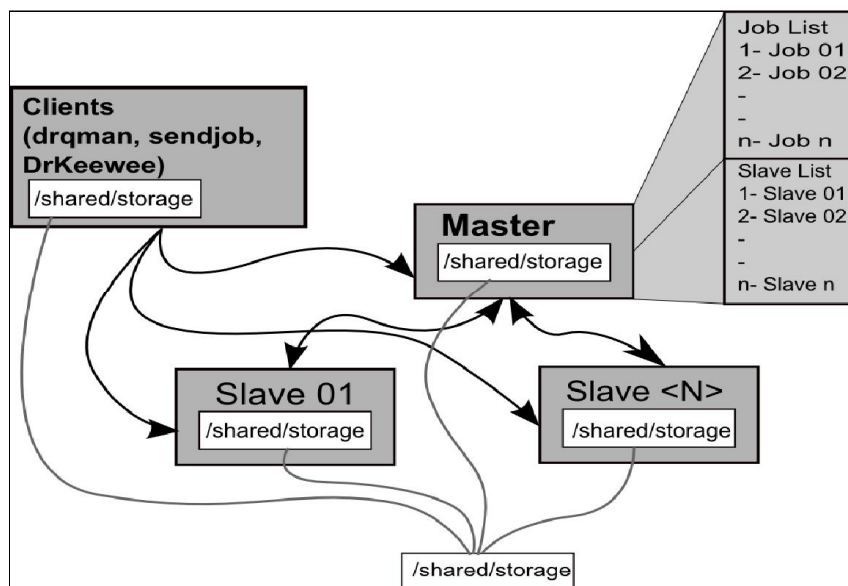 Job List
1- Job 01
2- Job 02
-
-
n- Job n
Slave List
1- Slave 01
2- Slave 02
-
-
n- Slave n
Clients
(drqman, sendjob,
DrKeewee)
/shared/storage
Master
/shared/storage
Slave 01
/shared/storage
Slave <N>
/shared/storage
/shared/storage